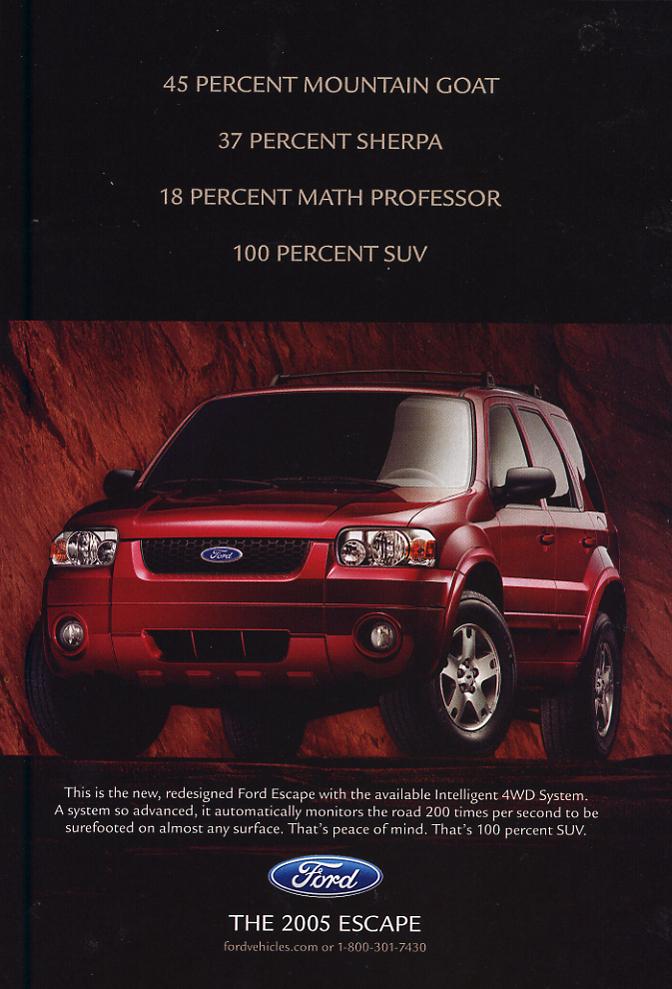 45 PERCENT MOUNTAIN GOAT
37 PERCENT SHERPA
18 PERCENT MATH PROFESSOR
100 PERCENT SUV
Ford
This is the new, redesigned Ford Escape with the available Intelligent 4WD System.
A system so advanced, it automatically monitors the road 200 times per second to be
surefooted on almost any surface. That's peace of mind. That's 100 percent SUV.
Ford
THE 2005 ESCAPE
fordvehicles.com or 1-800-301-7430